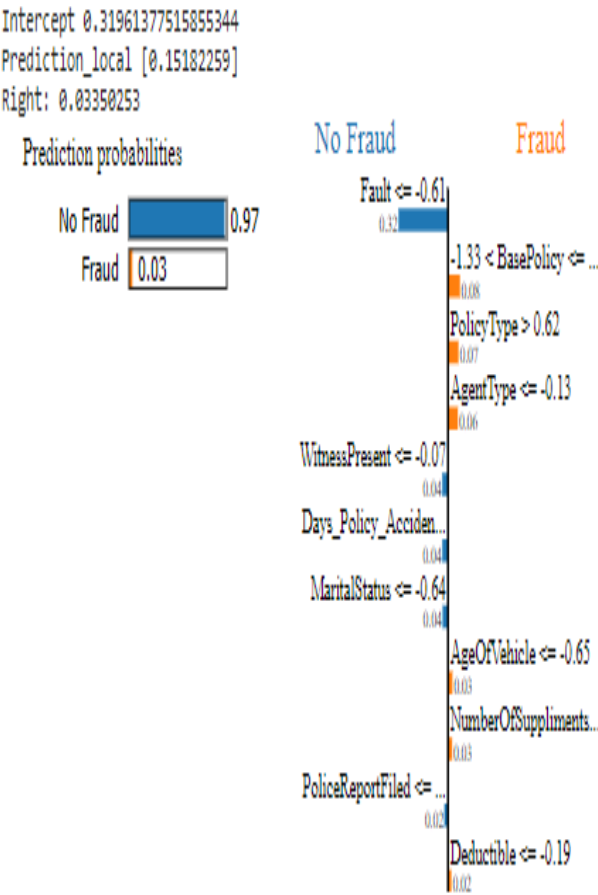 Intercept 0.31961377515855344
Prediction_local [0.15182259]
Right: 0.03350253
Prediction probabilities
No Fraud 0.97
Fraud 0.03
No Fraud Fraud
Fault <= -0.61
0.32
-1.33 < BasePolicy <= ...
0.08
PolicyType > 0.62
0.07
AgentType <= -0.13
0.06
WitnessPresent <= -0.07
0.04
Days_Policy_Acciden...
0.04
MaritalStatus <= -0.64
0.04
AgeOfVehicle <= -0.65
0.03
NumberOfSuppliments...
0.03
PoliceReportFiled <= ...
0.02
Deductible <= -0.19
0.02